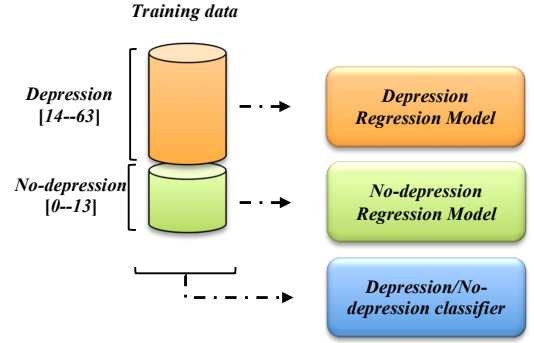 Training data
Depression
[14--63]
Depression
Regression Model
No-depression
[0--13]
No-depression
Regression Model
Depression/No-
depression classifier